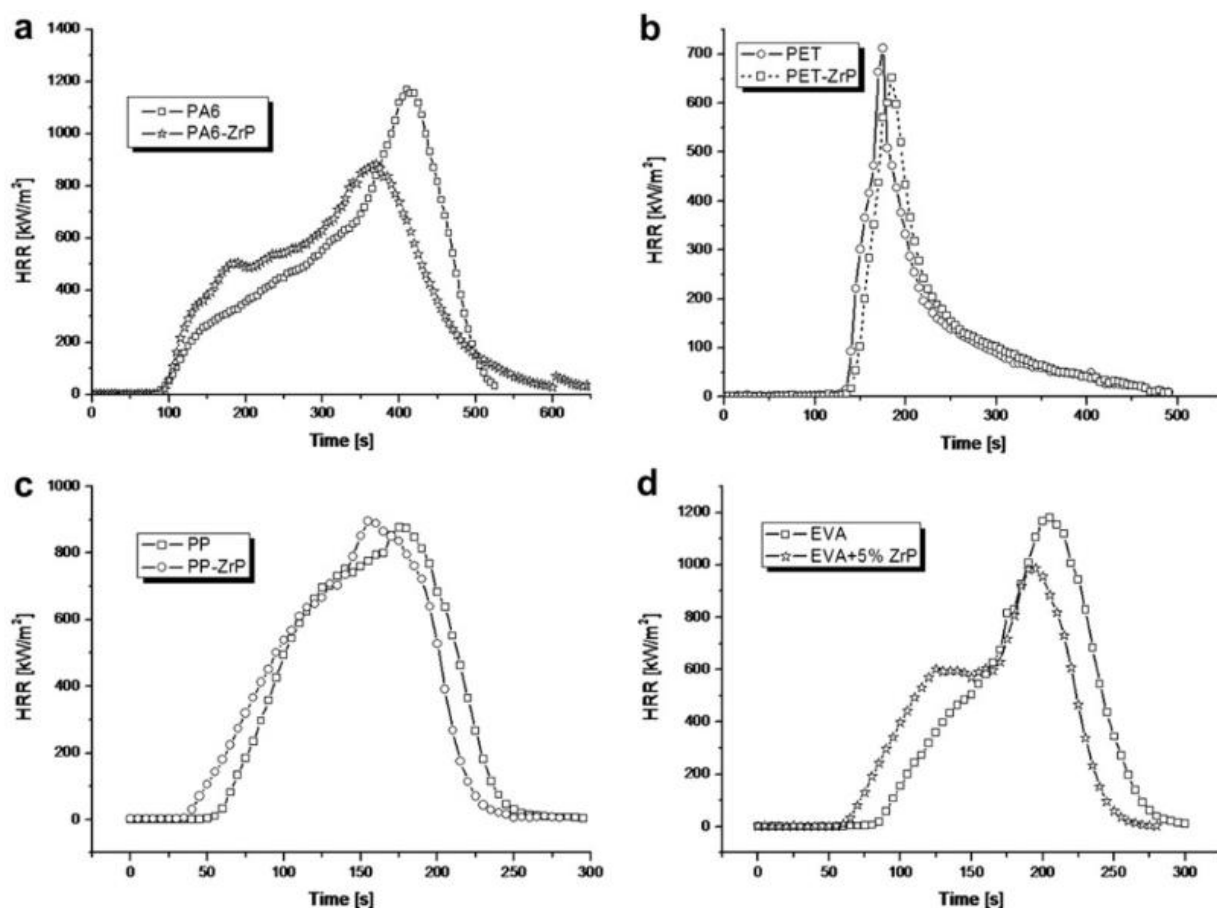 a
1400
1200
1000
800
600
400
200
0
HRR [kW/m²]
PA6
PA6-ZrP
0 100 200 300 400 500 600
Time [s]
b
700
600
500
400
300
200
100
0
HRR [kW/m²]
PET
PET-ZrP
0 100 200 300 400 500
Time [s]
c
1000
800
600
400
200
0
HRR [kW/m²]
PP
PP-ZrP
0 50 100 150 200 250 300
Time [s]
d
1200
1000
800
600
400
200
0
HRR [kW/m²]
EVA
EVA+5% ZrP
0 50 100 150 200 250 300
Time [s]